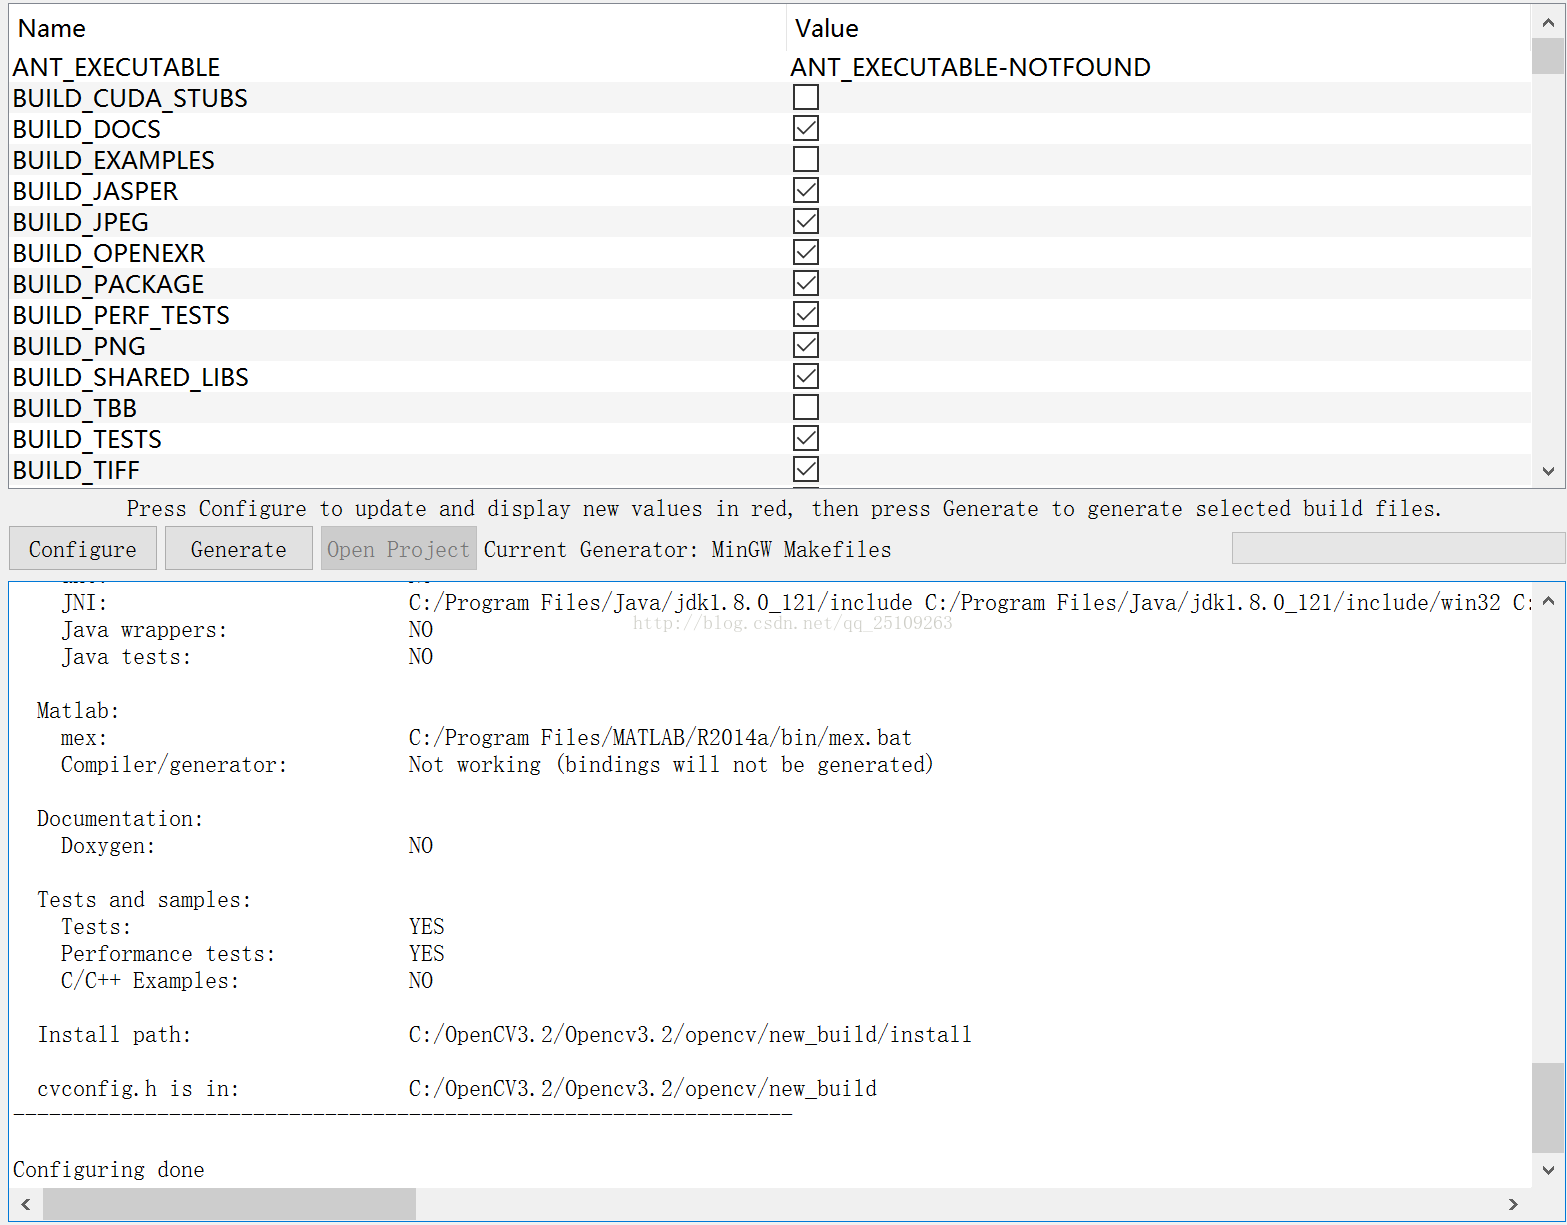 Name Value
ANT_EXECUTABLE ANT_EXECUTABLE-NOTFOUND
BUILD_CUDA_STUBS
BUILD_DOCS
BUILD_EXAMPLES
BUILD_JASPER
BUILD_JPEG
BUILD_OPENEXR
BUILD_PACKAGE
BUILD_PERF_TESTS
BUILD_PNG
BUILD_SHARED_LIBS
BUILD_TBB
BUILD_TESTS
BUILD_TIFF
Press Configure to update and display new values in red, then press Generate to generate selected build files.
Configure Generate Open Project Current Generator: MinGW Makefiles
JNI: C:/Program Files/Java/jdk1.8.0_121/include C:/Program Files/Java/jdk1.8.0_121/include/win32 C:
http://blog.csdn.net/qq_25109263
Java wrappers: NO
Java tests: NO
Matlab:
mex: C:/Program Files/MATLAB/R2014a/bin/mex.bat
Compiler/generator: Not working (bindings will not be generated)
Documentation:
Doxygen: NO
Tests and samples:
Tests: YES
Performance tests: YES
C/C++ Examples: NO
Install path: C:/OpenCV3.2/Opencv3.2/opencv/new_build/install
cvconfig.h is in: C:/OpenCV3.2/Opencv3.2/opencv/new_build
-----------------------------------------------------------------
Configuring done